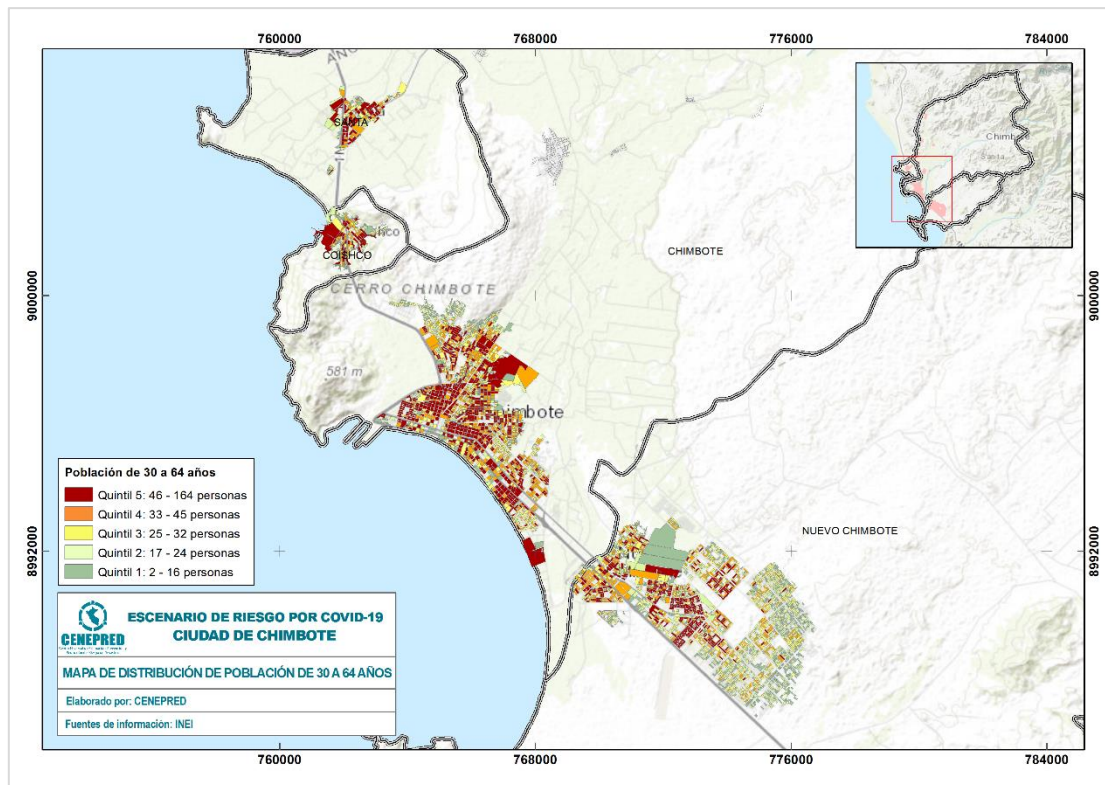 760000
768000
776000
784000
SANTA
COISHCO
CERRO CHIMBOTE
581 m
CHIMBOTE
NUEVO CHIMBOTE
9000000
9000000
8992000
8992000
Población de 30 a 64 años
Quintil 5: 46 - 164 personas
Quintil 4: 33 - 45 personas
Quintil 3: 25 - 32 personas
Quintil 2: 17 - 24 personas
Quintil 1: 2 - 16 personas
CENEPRED
ESCENARIO DE RIESGO POR COVID-19
CIUDAD DE CHIMBOTE
MAPA DE DISTRIBUCIÓN DE POBLACIÓN DE 30 A 64 AÑOS
Elaborado por: CENEPRED
Fuentes de información: INEI
760000
768000
776000
784000